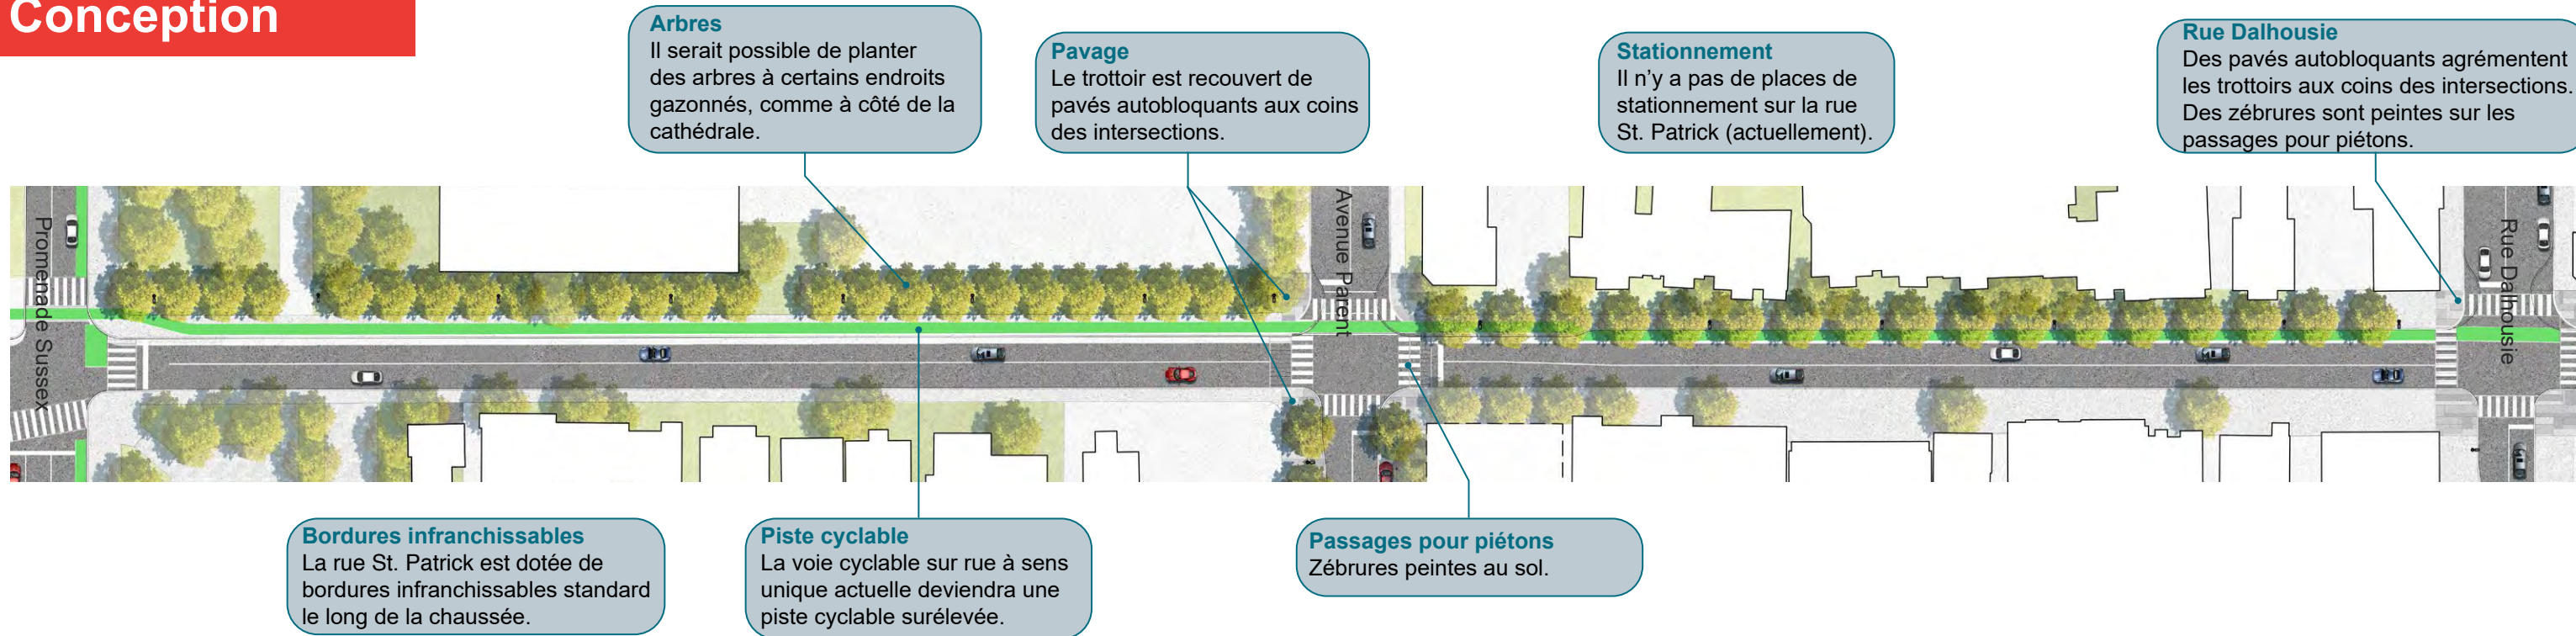 Conception
Arbres
Il serait possible de planter
des arbres à certains endroits
gazonnés, comme à côté de la
cathédrale.
Pavage
Le trottoir est recouvert de
pavés autobloquants aux coins
des intersections.
Stationnement
Il n'y a pas de places de
stationnement sur la rue
St. Patrick (actuellement).
Rue Dalhousie
Des pavés autobloquants agrémentent
les trottoirs aux coins des intersections.
Des zébrures sont peintes sur les
passages pour piétons.
Promenade Sussex
Avenue Parent
Rue Dalhousie
Bordures infranchissables
La rue St. Patrick est dotée de
bordures infranchissables standard
le long de la chaussée.
Piste cyclable
La voie cyclable sur rue à sens
unique actuelle deviendra une
piste cyclable surélevée.
Passages pour piétons
Zébrures peintes au sol.